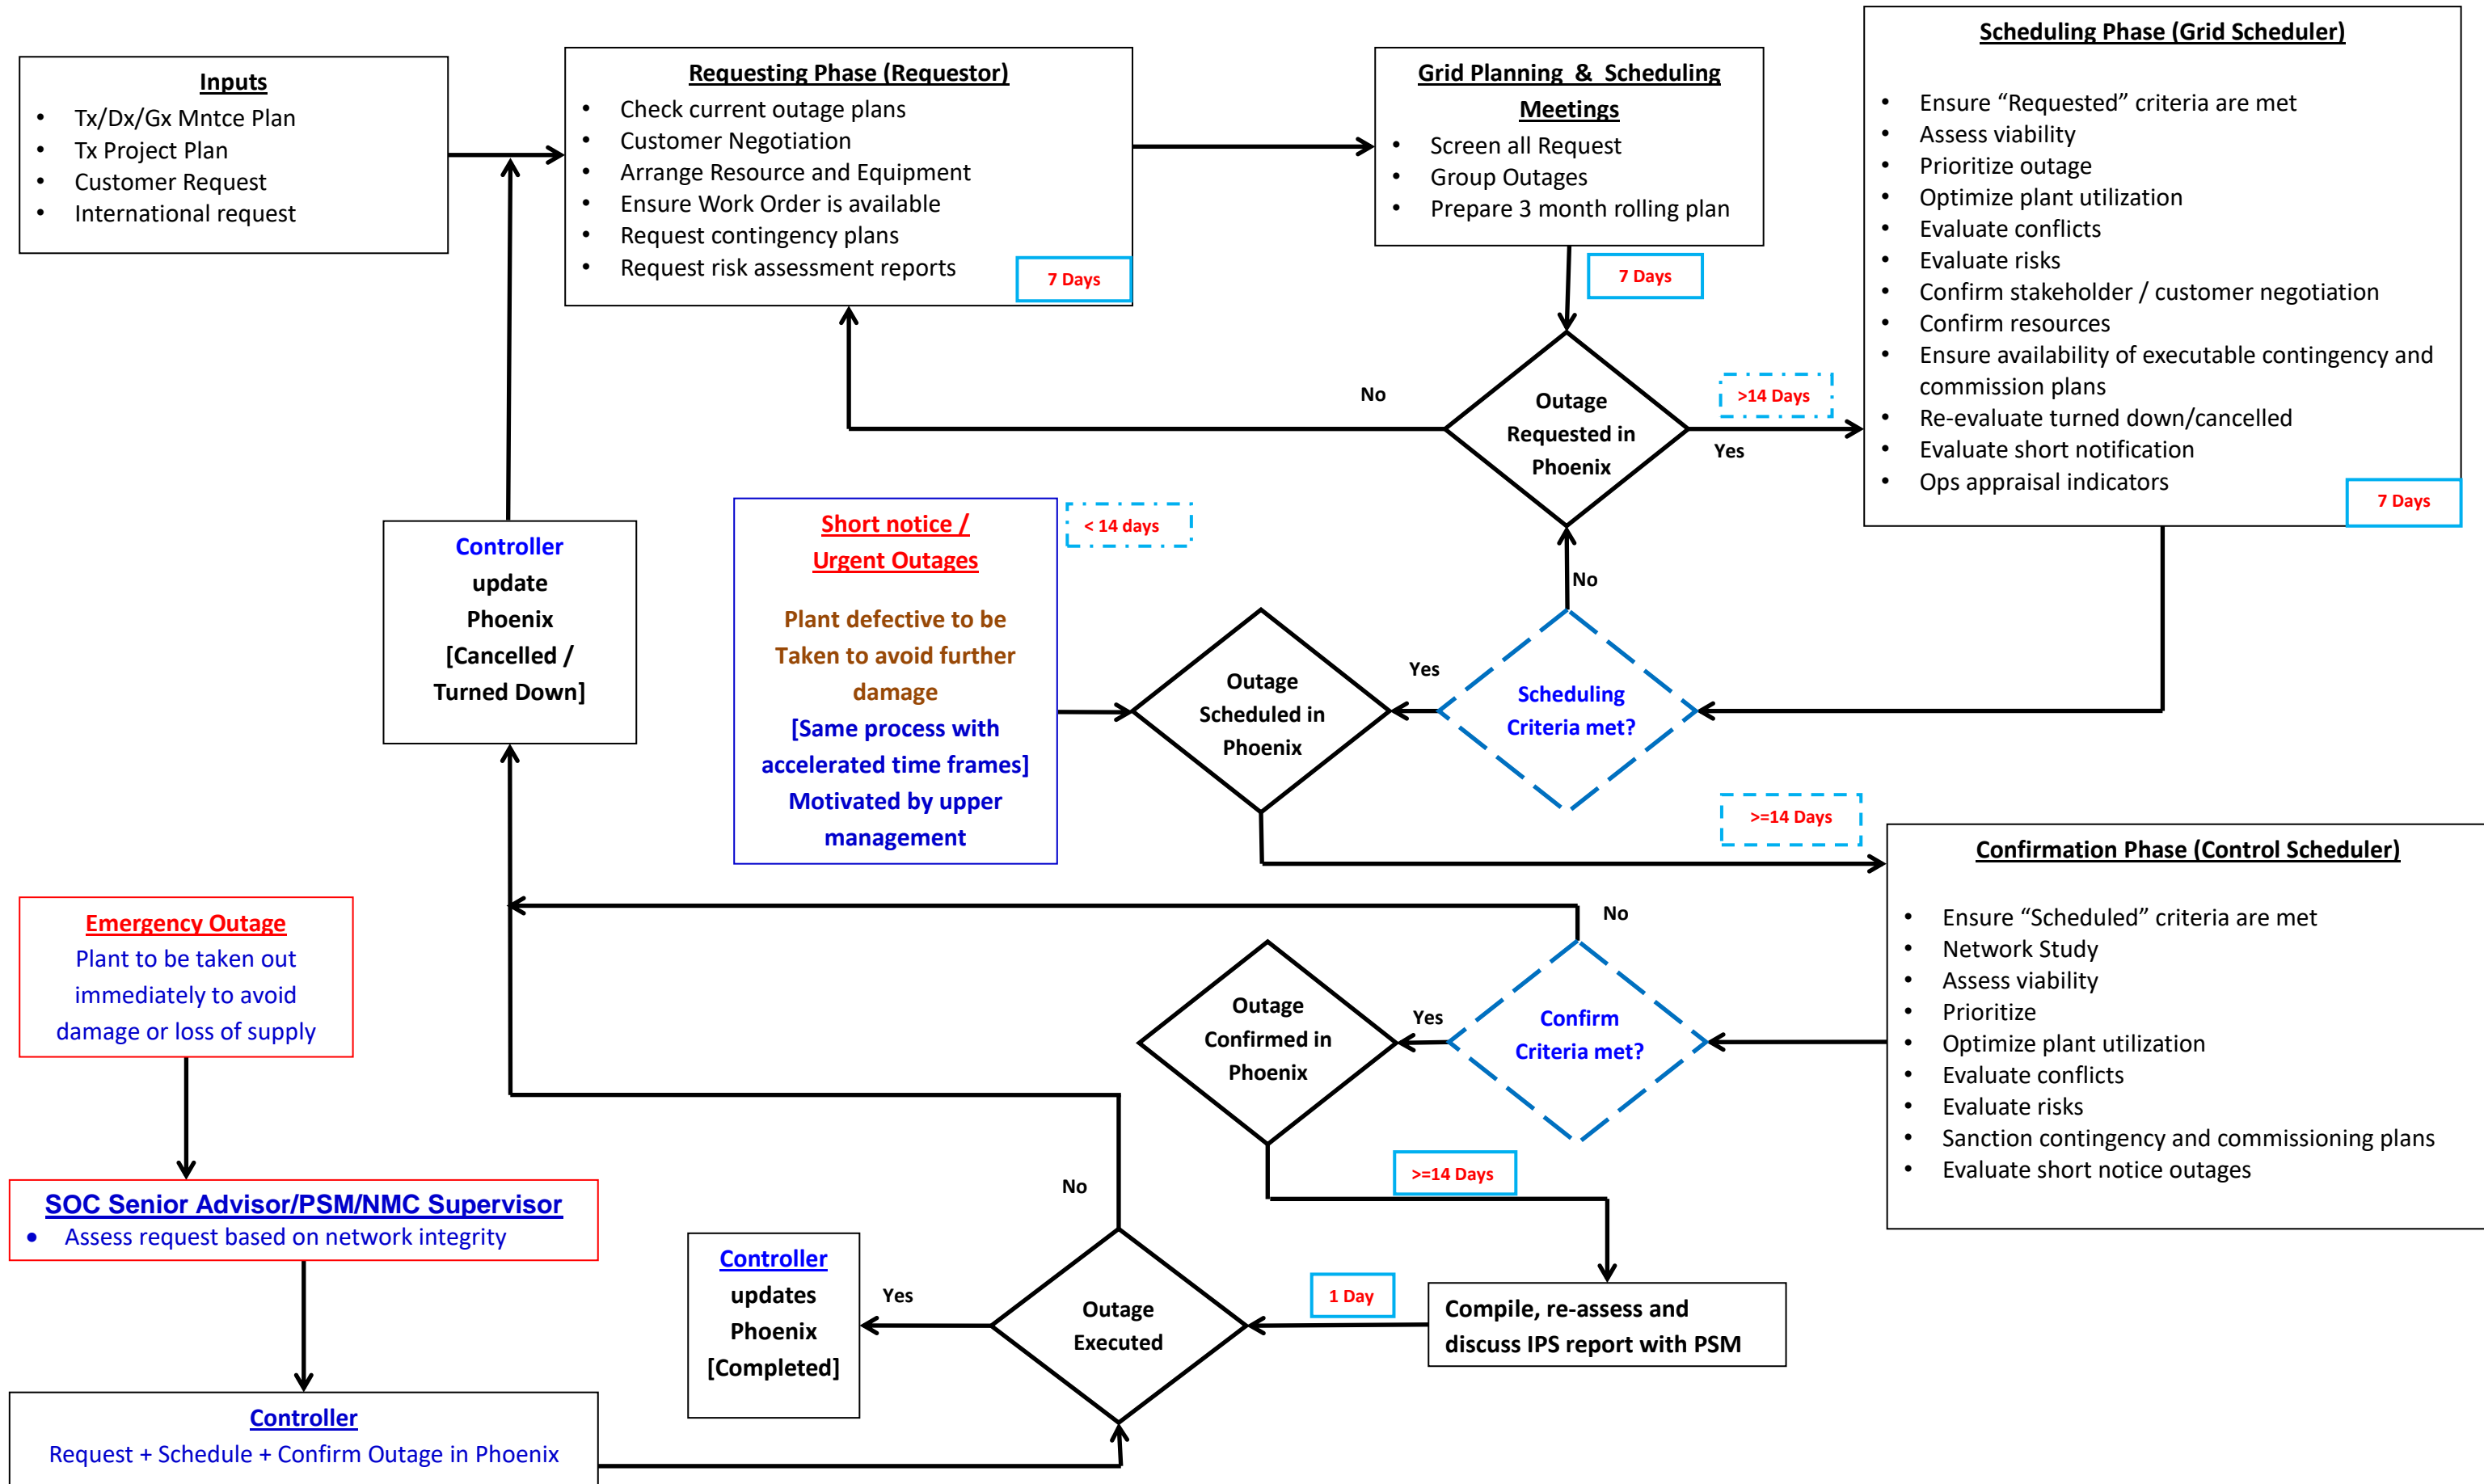 Inputs
• Tx/Dx/Gx Mntce Plan
• Tx Project Plan
• Customer Request
• International request
Requesting Phase (Requestor)
• Check current outage plans
• Customer Negotiation
• Arrange Resource and Equipment
• Ensure Work Order is available
• Request contingency plans
• Request risk assessment reports
7 Days
Grid Planning & Scheduling
Meetings
• Screen all Request
• Group Outages
• Prepare 3 month rolling plan
7 Days
Scheduling Phase (Grid Scheduler)
• Ensure “Requested” criteria are met
• Assess viability
• Prioritize outage
• Optimize plant utilization
• Evaluate conflicts
• Evaluate risks
• Confirm stakeholder / customer negotiation
• Confirm resources
• Ensure availability of executable contingency and
commission plans
• Re-evaluate turned down/cancelled
• Evaluate short notification
• Ops appraisal indicators
7 Days
No
Outage
Requested in
Phoenix
>14 Days
Yes
Controller
update
Phoenix
[Cancelled /
Turned Down]
Short notice /
Urgent Outages
Plant defective to be
Taken to avoid further
damage
[Same process with
accelerated time frames]
Motivated by upper
management
< 14 days
Outage
Scheduled in
Phoenix
Yes
No
Scheduling
Criteria met?
>=14 Days
Confirmation Phase (Control Scheduler)
• Ensure “Scheduled” criteria are met
• Network Study
• Assess viability
• Prioritize
• Optimize plant utilization
• Evaluate conflicts
• Evaluate risks
• Sanction contingency and commissioning plans
• Evaluate short notice outages
No
Confirm
Criteria met?
Yes
Outage
Confirmed in
Phoenix
>=14 Days
Emergency Outage
Plant to be taken out
immediately to avoid
damage or loss of supply
SOC Senior Advisor/PSM/NMC Supervisor
• Assess request based on network integrity
Controller
Request + Schedule + Confirm Outage in Phoenix
Controller
updates
Phoenix
[Completed]
Yes
No
Outage
Executed
1 Day
Compile, re-assess and
discuss IPS report with PSM